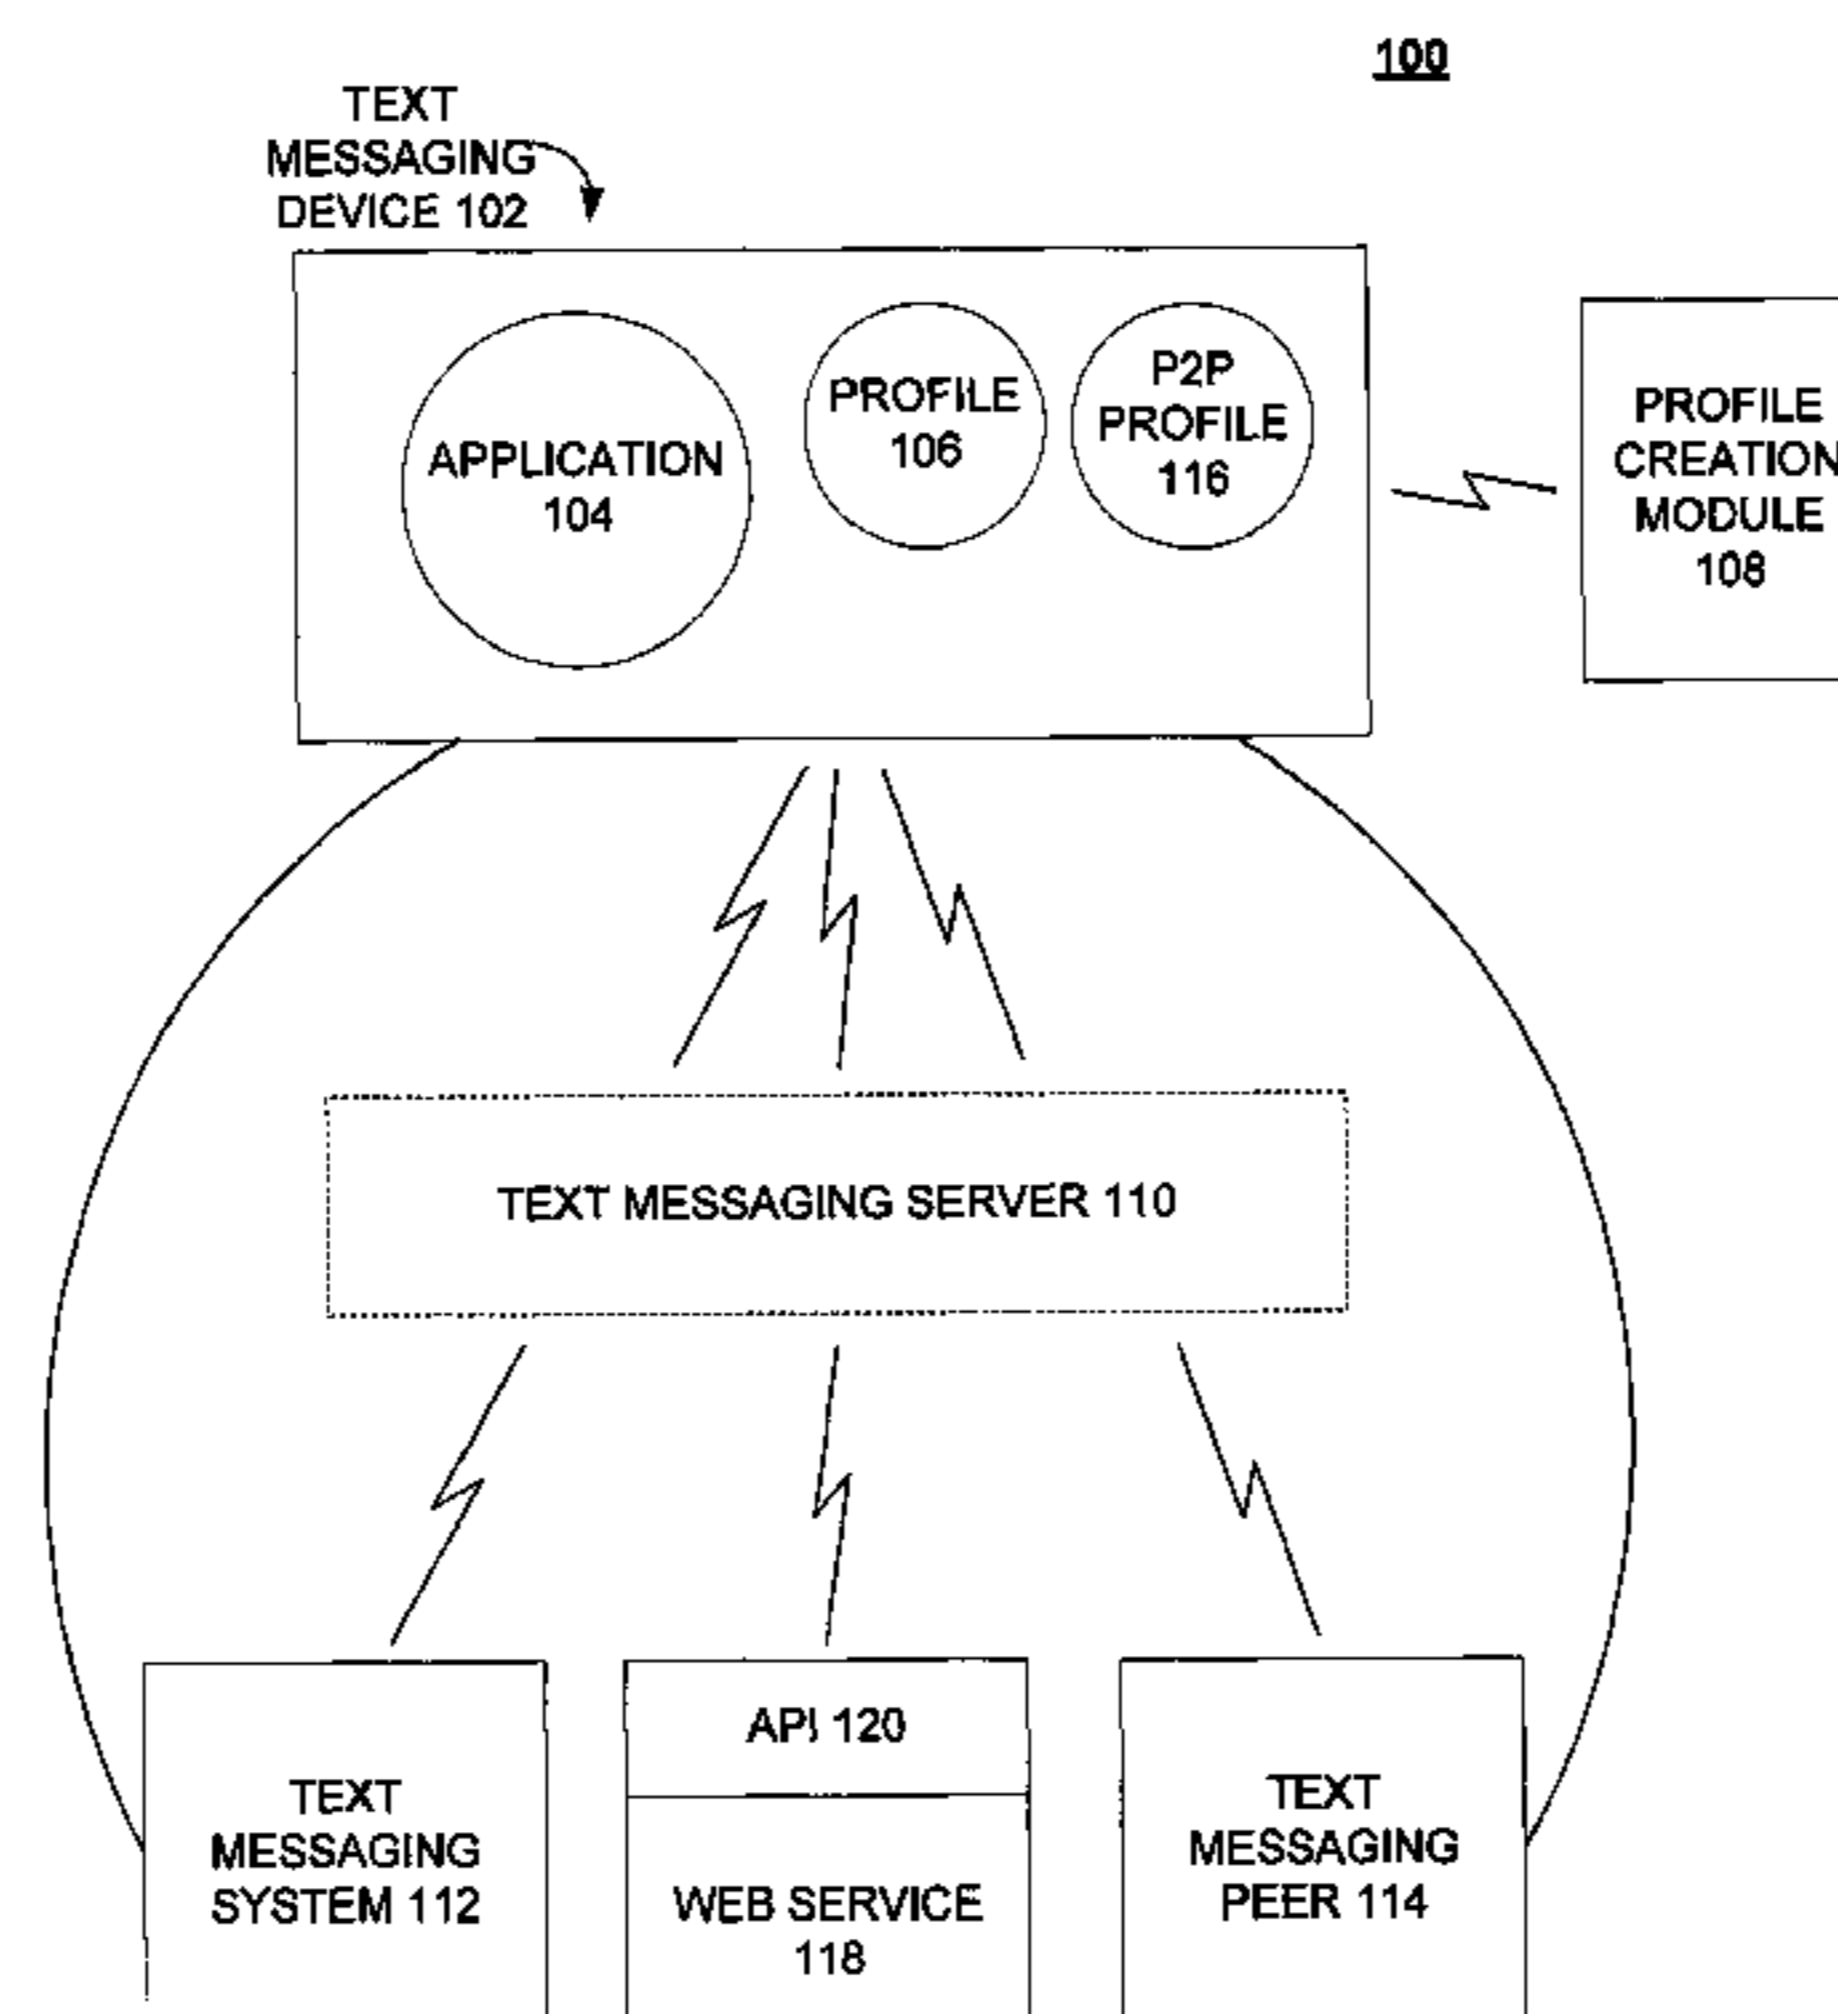 100
TEXT
MESSAGING
DEVICE 102
APPLICATION
104
PROFILE
106
P2P
PROFILE
116
PROFILE
CREATION
MODULE
108
TEXT MESSAGING SERVER 110
TEXT
MESSAGING
SYSTEM 112
API 120
WEB SERVICE
118
TEXT
MESSAGING
PEER 114